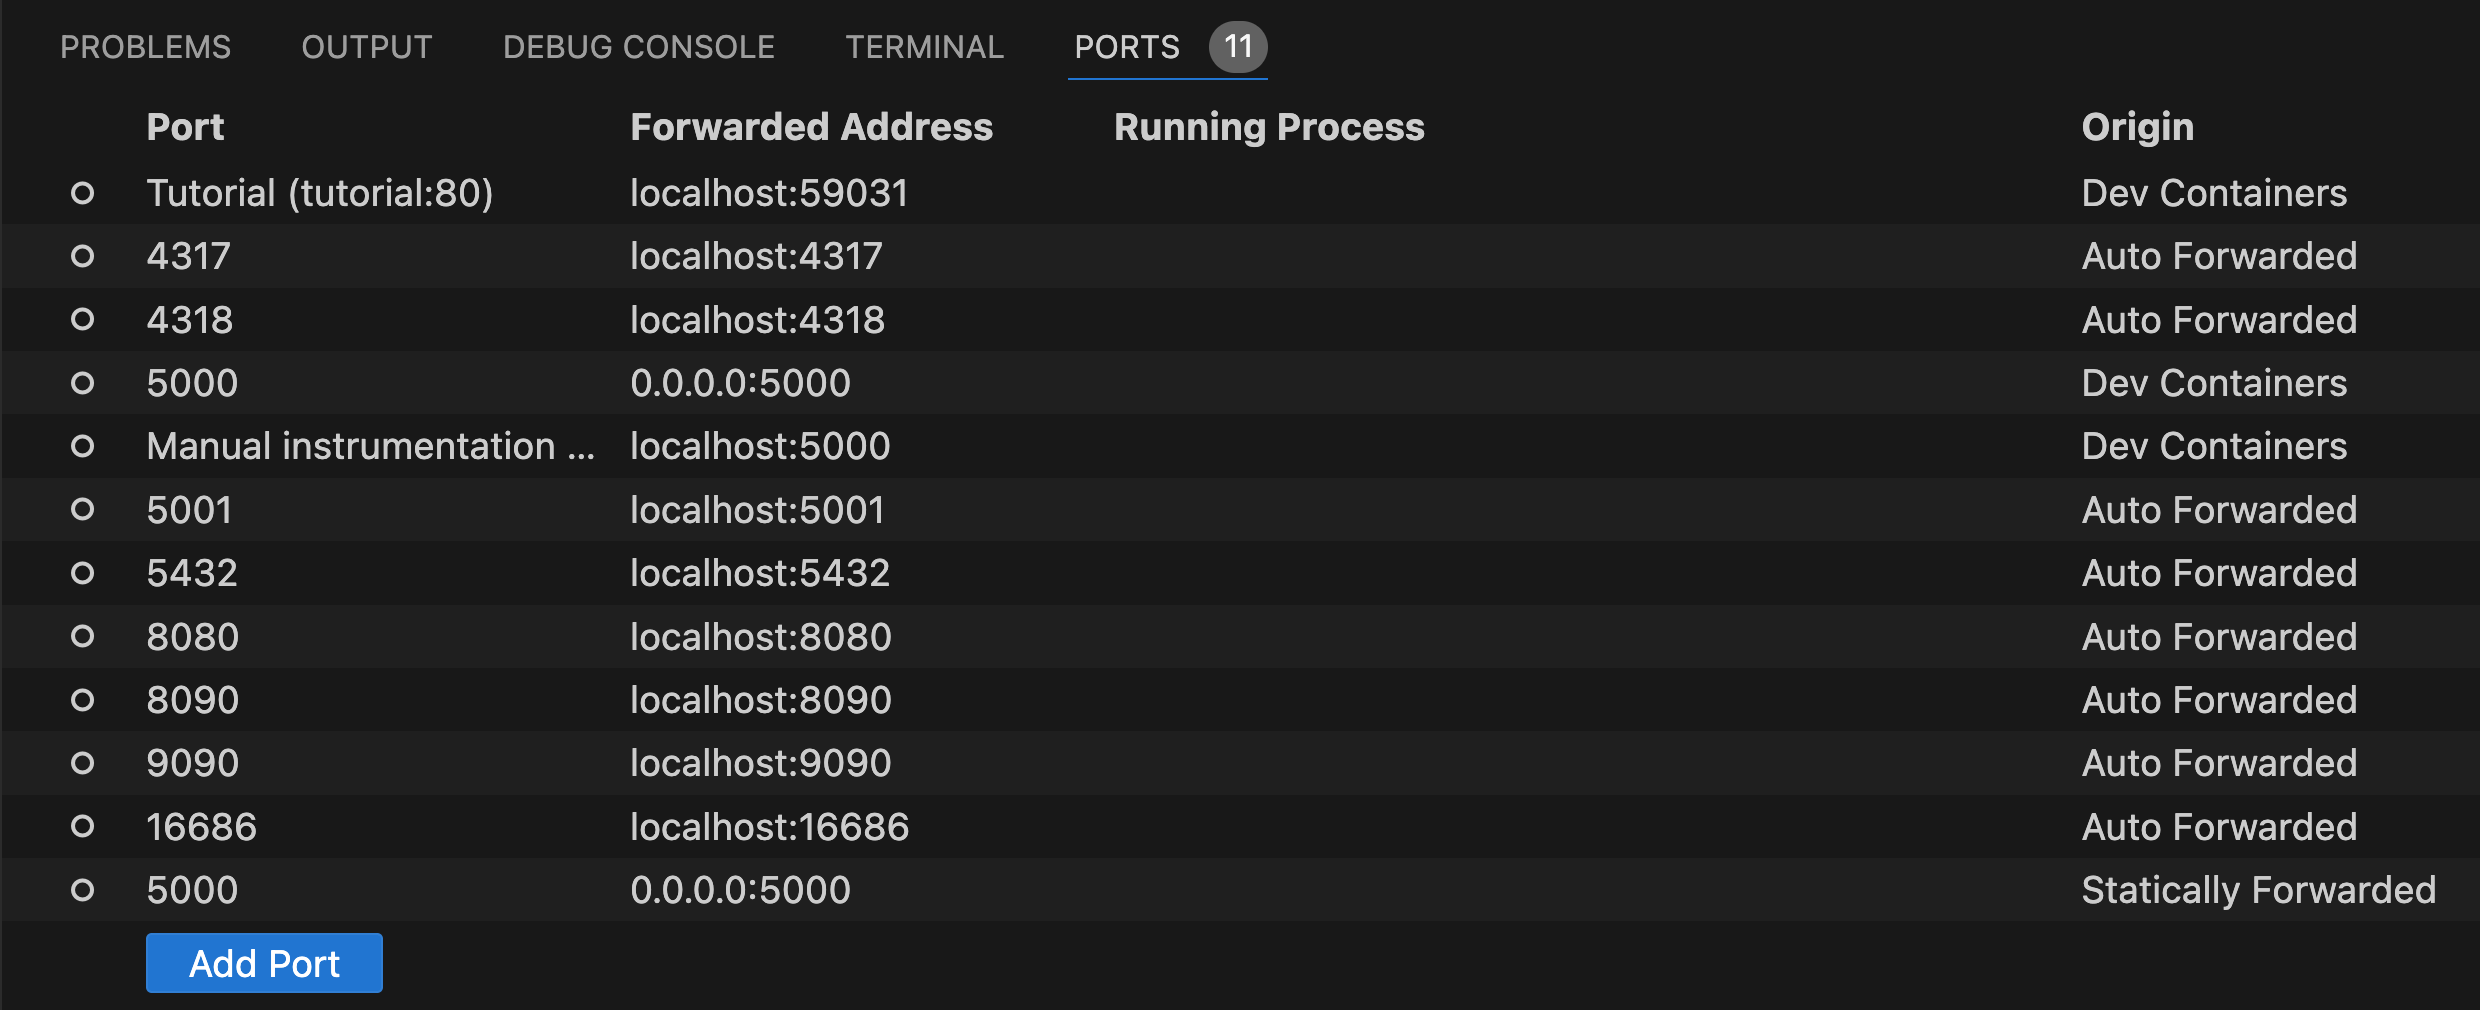 PROBLEMS OUTPUT DEBUG CONSOLE TERMINAL PORTS 11
Port Forwarded Address Running Process Origin
Tutorial (tutorial:80) localhost:59031 Dev Containers
4317 localhost:4317 Auto Forwarded
4318 localhost:4318 Auto Forwarded
5000 0.0.0.0:5000 Dev Containers
Manual instrumentation ... localhost:5000 Dev Containers
5001 localhost:5001 Auto Forwarded
5432 localhost:5432 Auto Forwarded
8080 localhost:8080 Auto Forwarded
8090 localhost:8090 Auto Forwarded
9090 localhost:9090 Auto Forwarded
16686 localhost:16686 Auto Forwarded
5000 0.0.0.0:5000 Statically Forwarded
Add Port